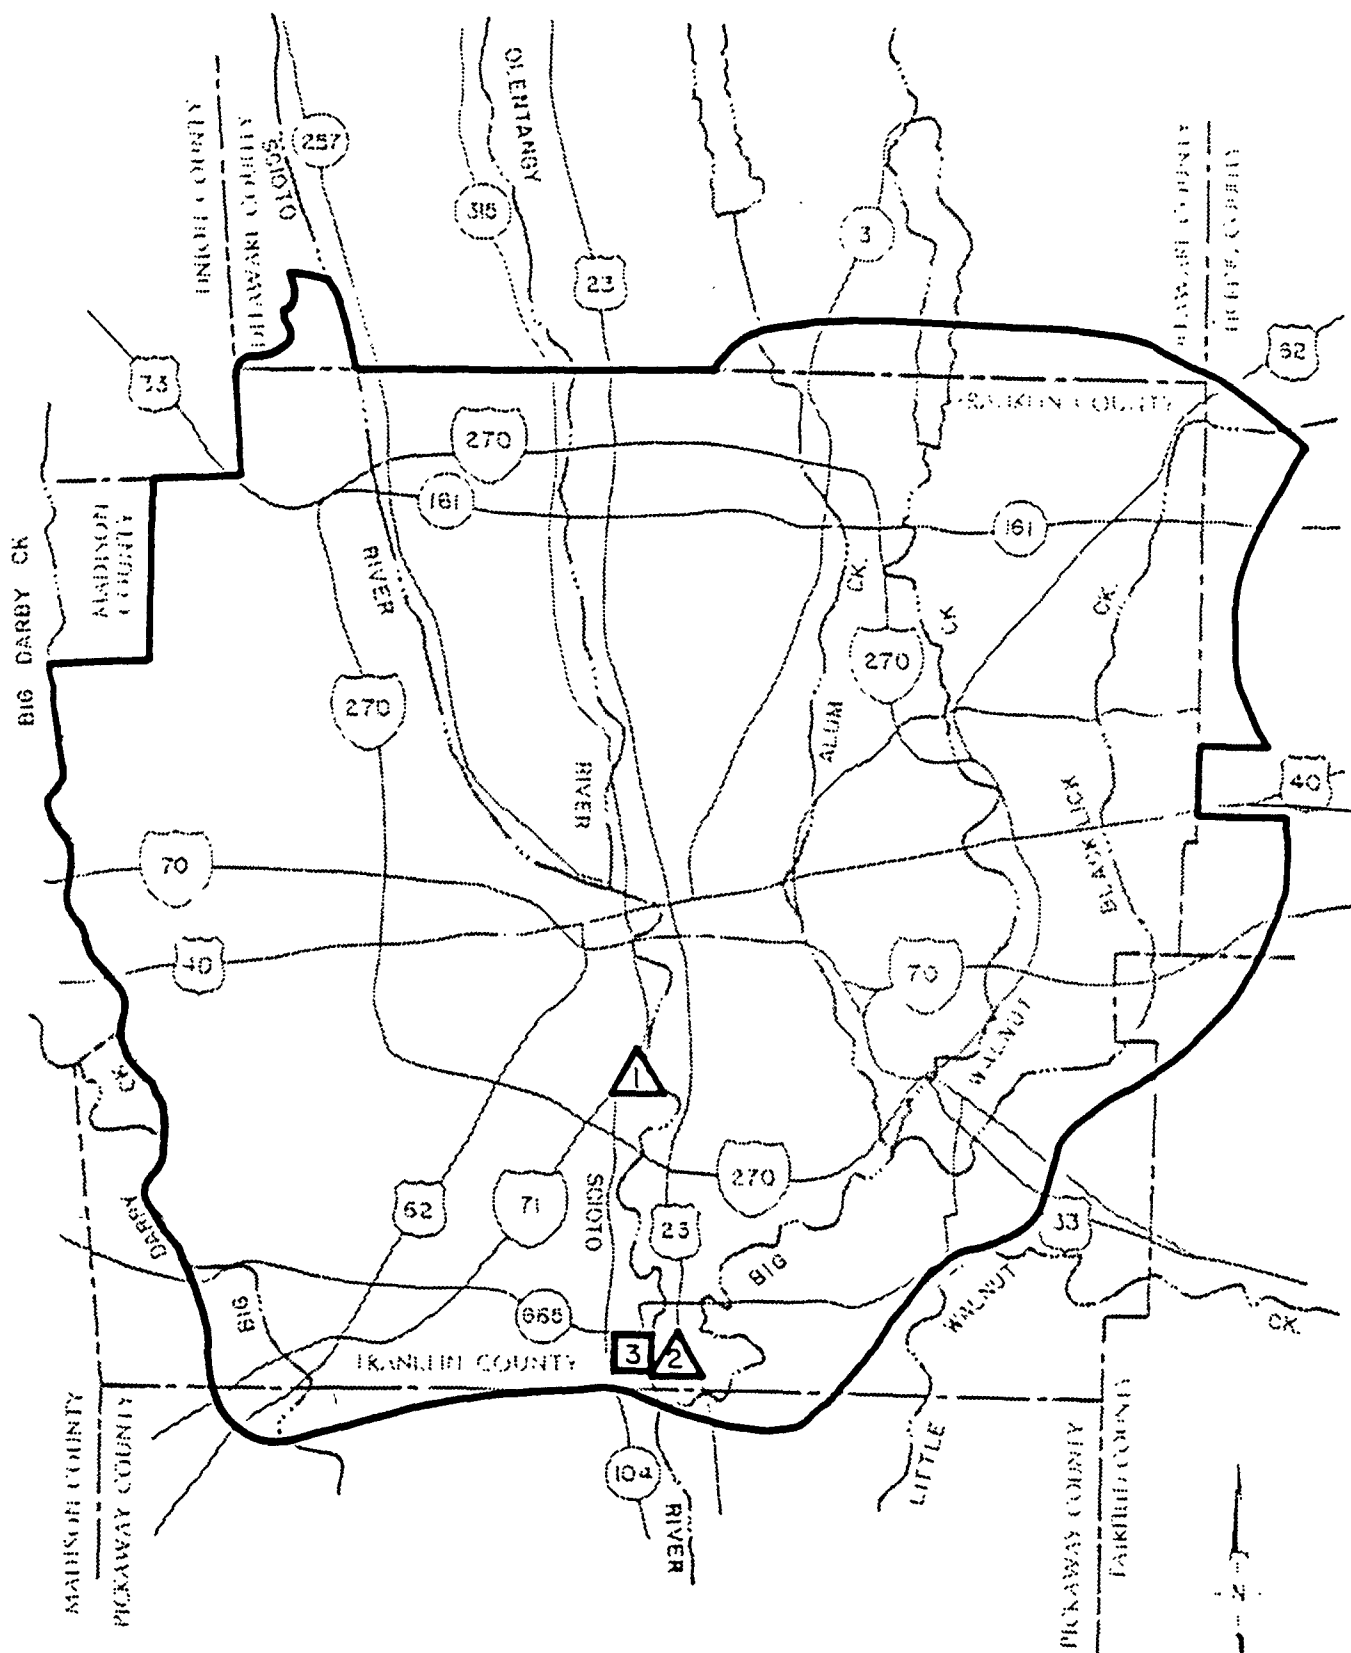 UNION COUNTY
DELAWARE COUNTY
SCIOTO
257
OLENTANGY
315
23
3
DELAWARE COUNTY
62
33
270
FRANKLIN COUNTY
161
161
MADISON
COUNTY
BIG DARBY CK
RIVER
CK.
CK
CK.
270
270
ALUM
RIVER
BLACKLICK
40
70
40
70
WALNUT
CK
1
SCIOTO
270
DARBY
62
71
23
33
BIG
WALNUT
CK.
BIG
665
3
2
FRANKLIN COUNTY
MADISON COUNTY
PICKAWAY COUNTY
104
RIVER
LITTLE
PICKAWAY COUNTY
FAIRFIELD COUNTY